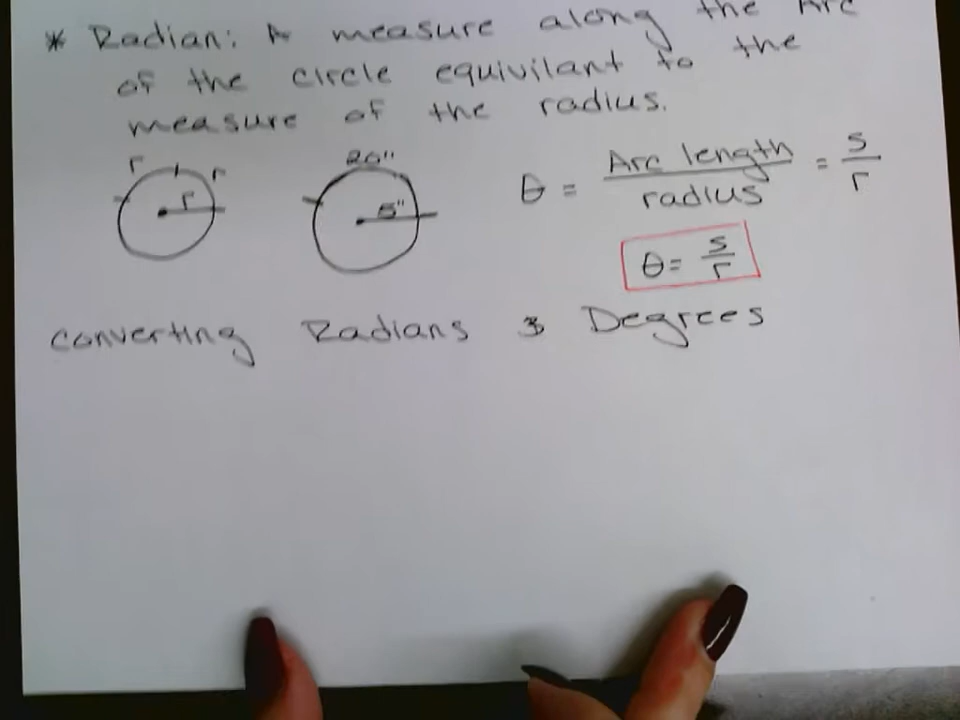 * Radian: A measure along the Arc
of the circle equivilant to the
measure of the radius.
r r
r
20"
5"
θ = Arc length / radius = s / r
θ = s / r
converting Radians & Degrees